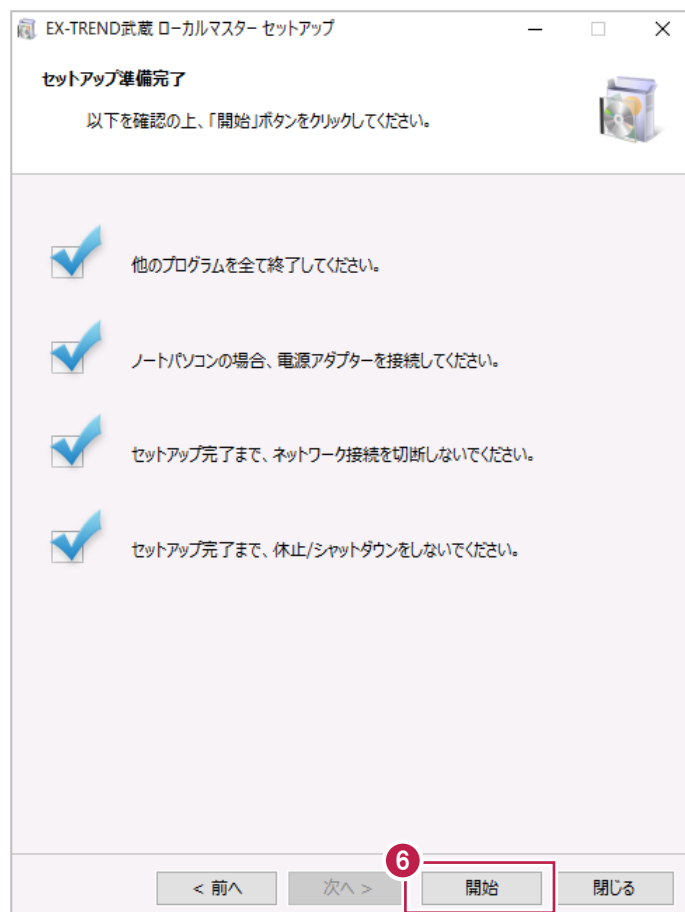 EX-TREND武蔵 ローカルマスター セットアップ
セットアップ準備完了
以下を確認の上、「開始」ボタンをクリックしてください。
他のプログラムを全て終了してください。
ノートパソコンの場合、電源アダプターを接続してください。
セットアップ完了まで、ネットワーク接続を切断しないでください。
セットアップ完了まで、休止/シャットダウンをしないでください。
6
< 前へ 次へ > 開始 閉じる